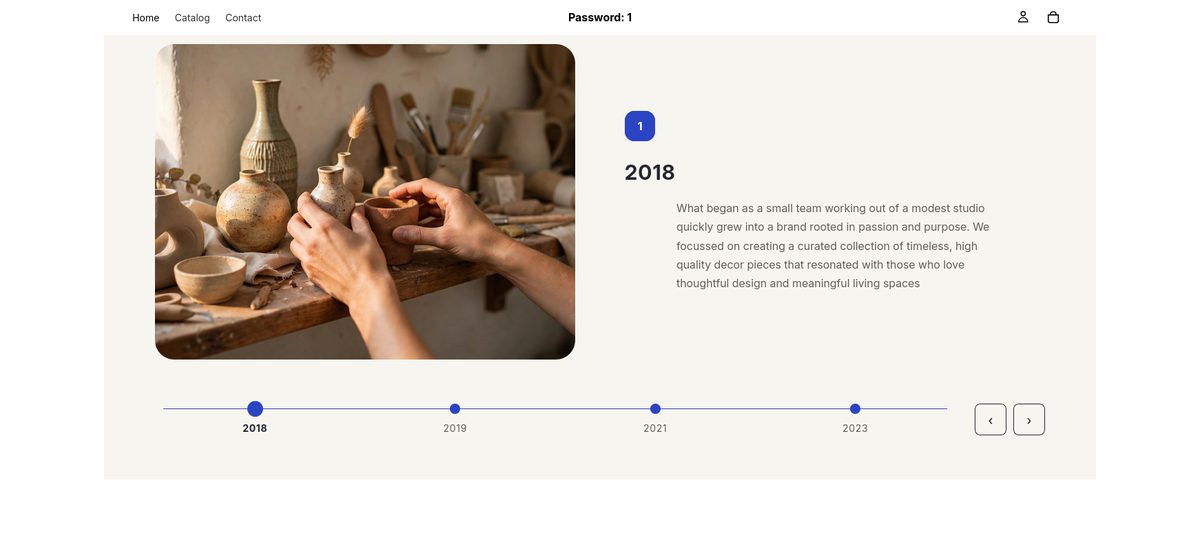 Home Catalog Contact Password: 1
1
2018
What began as a small team working out of a modest studio
quickly grew into a brand rooted in passion and purpose. We
focussed on creating a curated collection of timeless, high
quality decor pieces that resonated with those who love
thoughtful design and meaningful living spaces
2018 2019 2021 2023
‹ ›